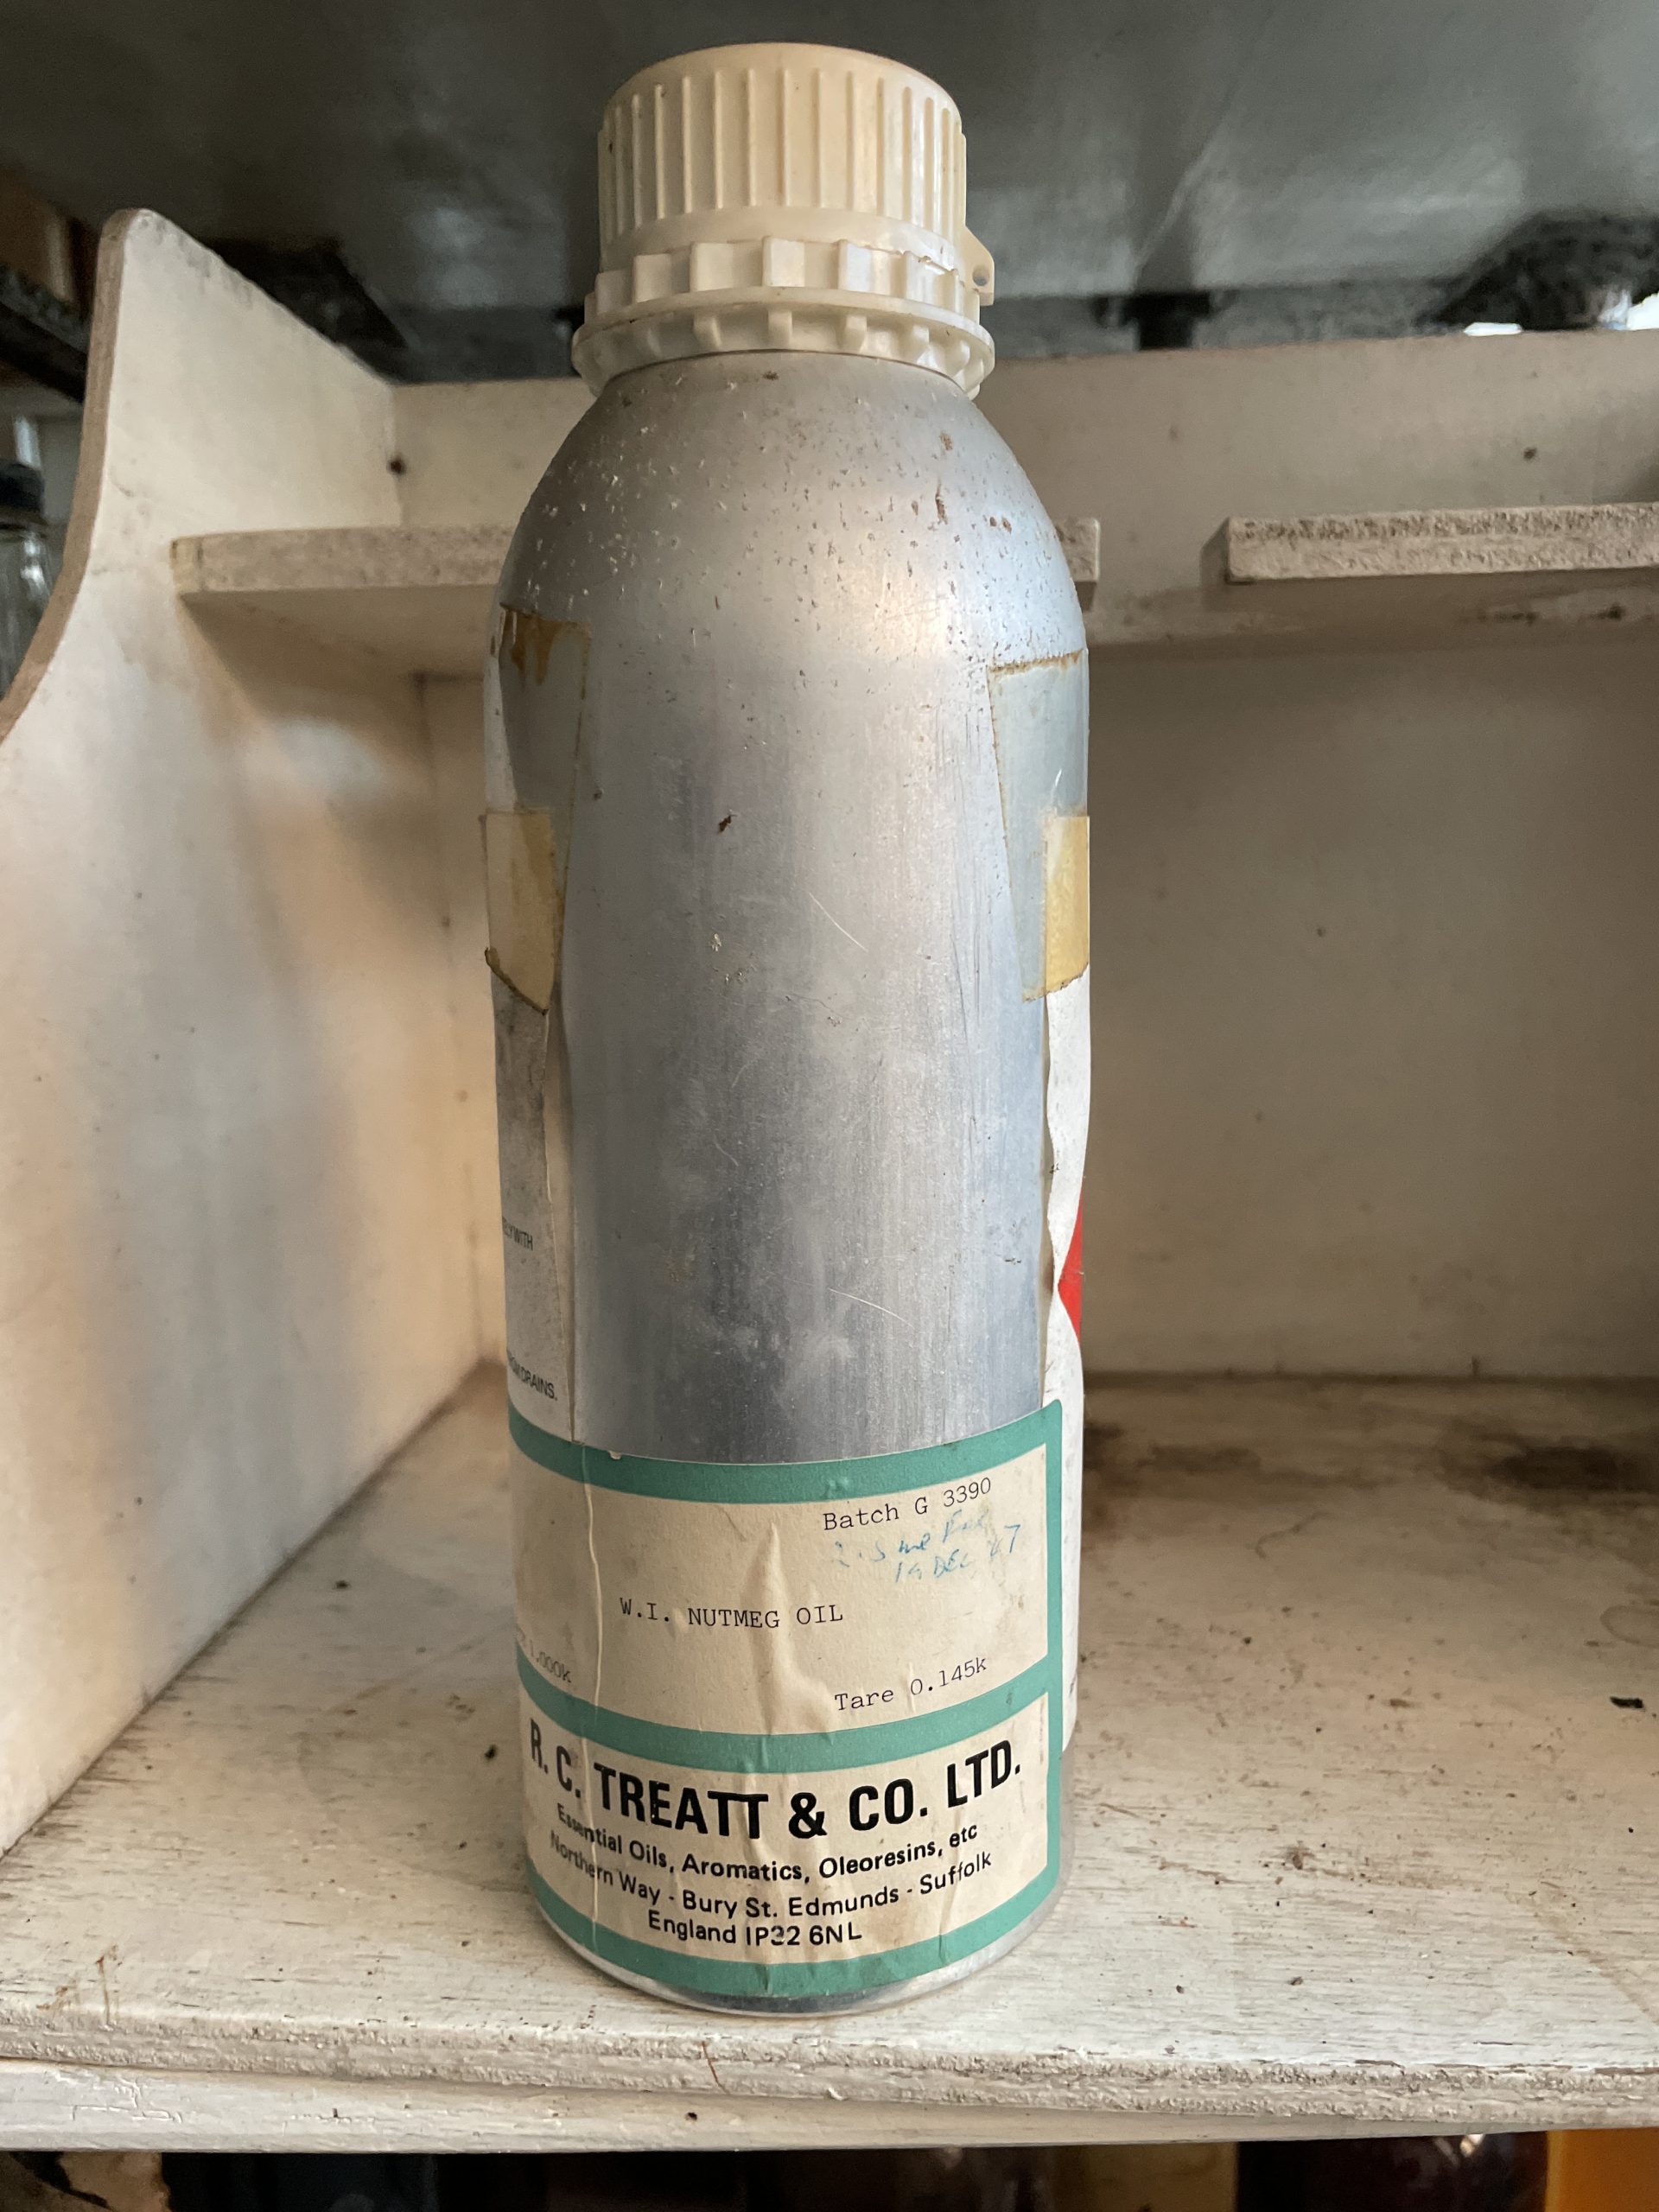 WITH
DRAINS.
Batch G 3390
W.I. NUTMEG OIL
1.000k
Tare 0.145k
R. C. TREATT & CO. LTD.
Essential Oils, Aromatics, Oleoresins, etc
Northern Way - Bury St. Edmunds - Suffolk
England IP32 6NL